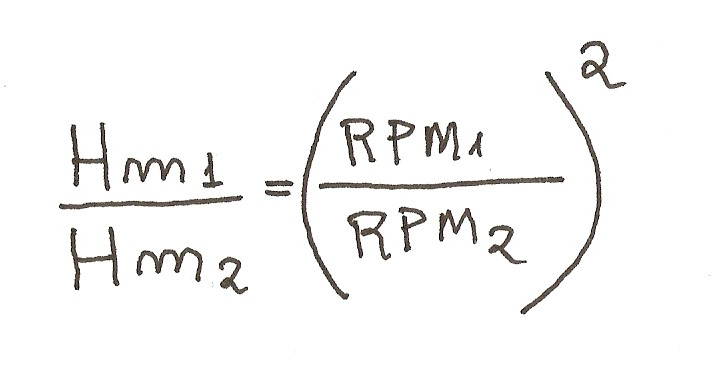 Hm1/Hm2 = (RPM1/RPM2)²